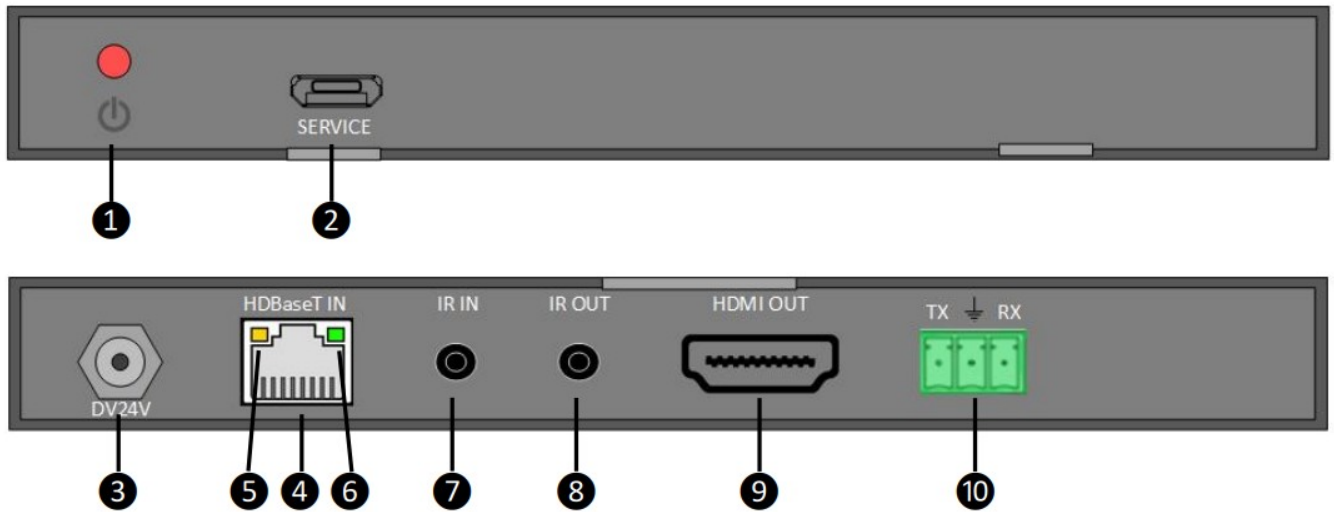 SERVICE
1 2
HDBaseT IN IR IN IR OUT HDMI OUT TX RX
DV24V
3 5 4 6 7 8 9 10